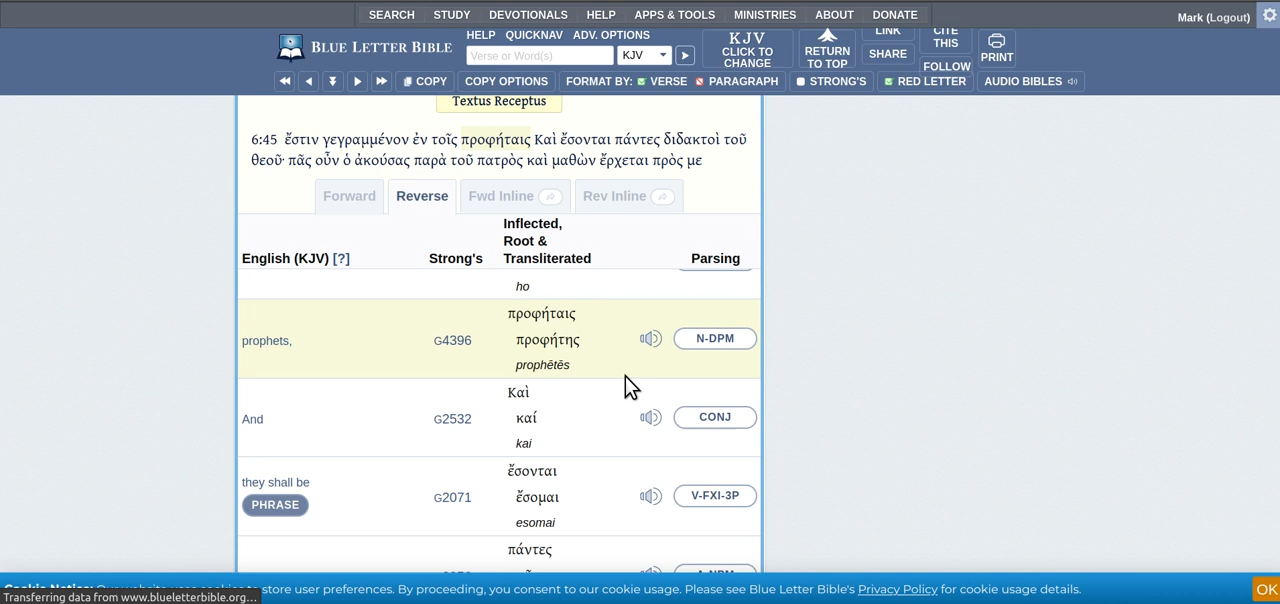 SEARCH STUDY DEVOTIONALS HELP APPS & TOOLS MINISTRIES ABOUT DONATE
Mark (Logout)
BLUE LETTER BIBLE
HELP QUICKNAV ADV. OPTIONS
Verse or Word(s)
KJV
KJV
CLICK TO
CHANGE
RETURN
TO TOP
LINK
SHARE
CITE
THIS
FOLLOW
PRINT
COPY COPY OPTIONS FORMAT BY: VERSE PARAGRAPH STRONG'S RED LETTER AUDIO BIBLES
Textus Receptus
6:45 ἔστιν γεγραμμένον ἐν τοῖς προφήταις Καὶ ἔσονται πάντες διδακτοὶ τοῦ
θεοῦ· πᾶς οὖν ὁ ἀκούσας παρὰ τοῦ πατρὸς καὶ μαθὼν ἔρχεται πρὸς με
Forward Reverse Fwd Inline Rev Inline
English (KJV) [?] Strong's
Inflected,
Root &
Transliterated
Parsing
ho
prophets, G4396
προφήταις
προφήτης
prophētēs
N-DPM
And G2532
Καὶ
καί
kai
CONJ
they shall be
PHRASE
G2071
ἔσονται
ἔσομαι
esomai
V-FXI-3P
πάντες
store user preferences. By proceeding, you consent to our cookie usage. Please see Blue Letter Bible's Privacy Policy for cookie usage details.
OK
Transferring data from www.blueletterbible.org…